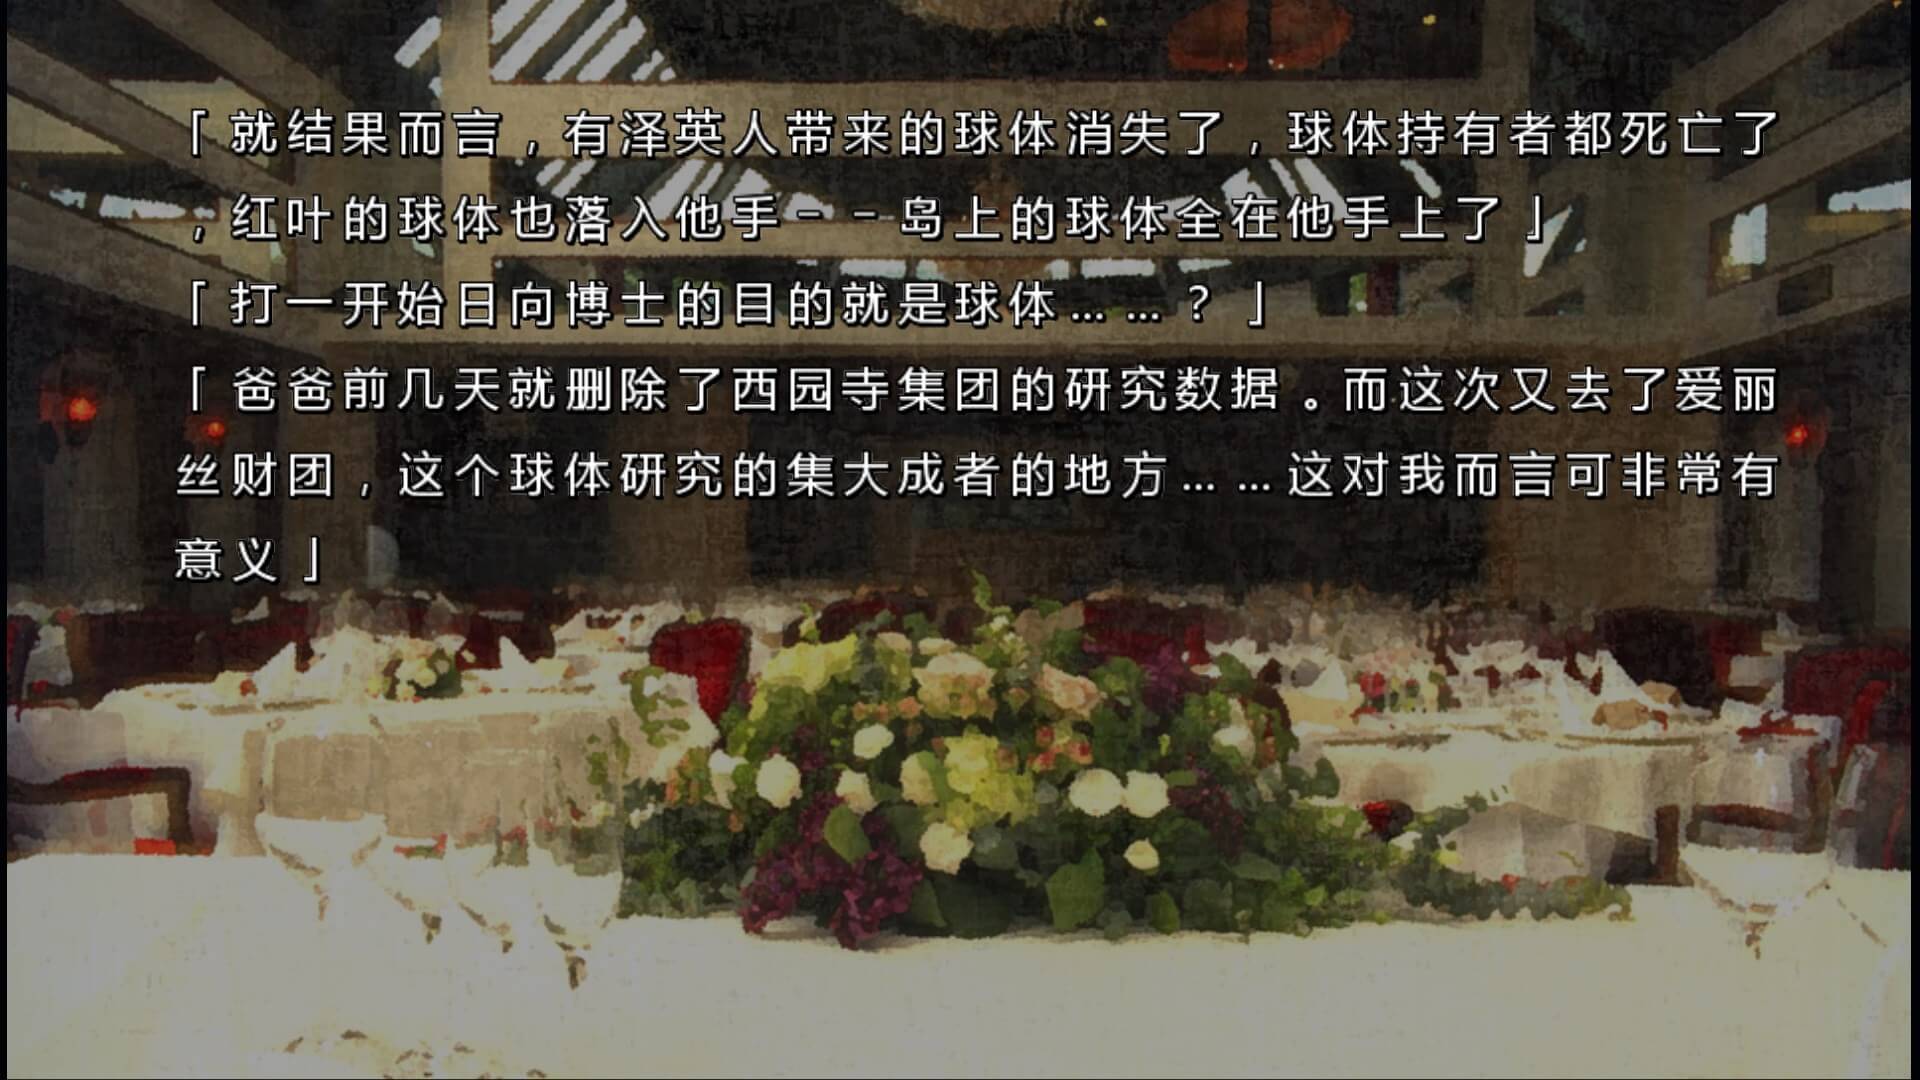 「就结果而言，有泽英人带来的球体消失了，球体持有者都死亡了
，红叶的球体也落入他手－－岛上的球体全在他手上了」
「打一开始日向博士的目的就是球体……？」
「爸爸前几天就删除了西园寺集团的研究数据。而这次又去了爱丽
丝财团，这个球体研究的集大成者的地方……这对我而言可非常有
意义」